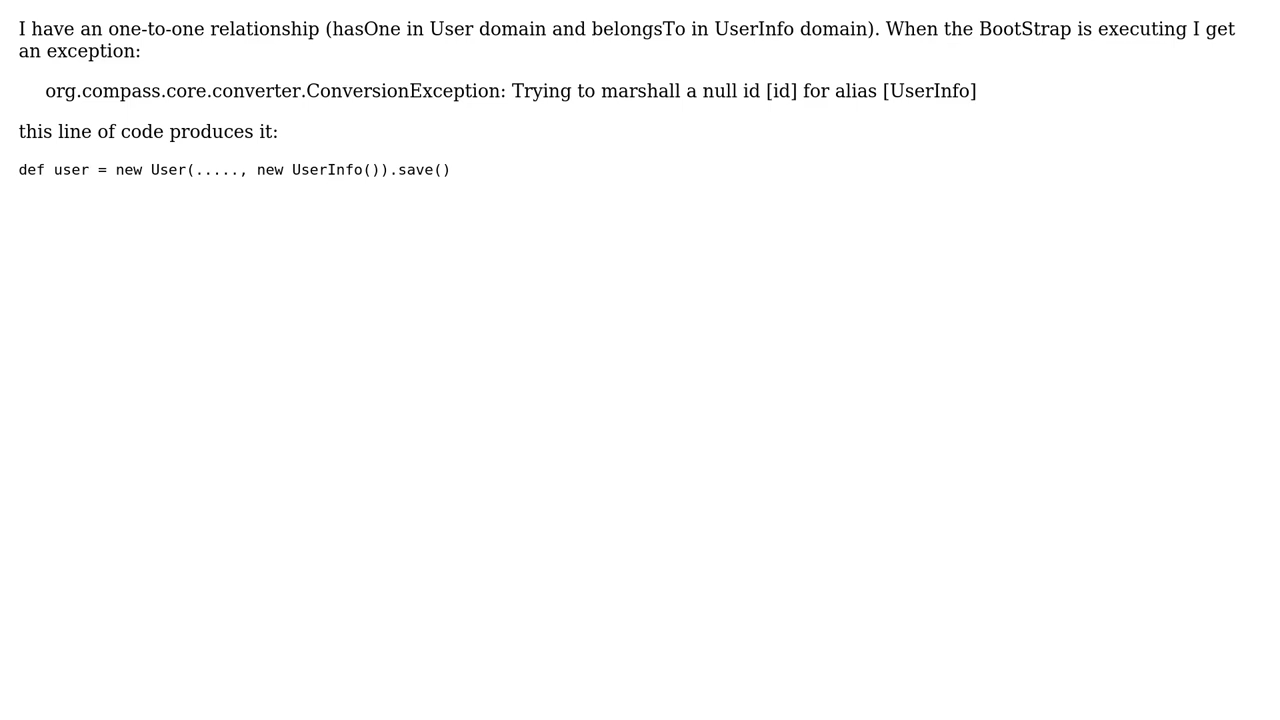 I have an one-to-one relationship (hasOne in User domain and belongsTo in UserInfo domain). When the BootStrap is executing I get
an exception:
org.compass.core.converter.ConversionException: Trying to marshall a null id [id] for alias [UserInfo]
this line of code produces it:
def user = new User(....., new UserInfo()).save()